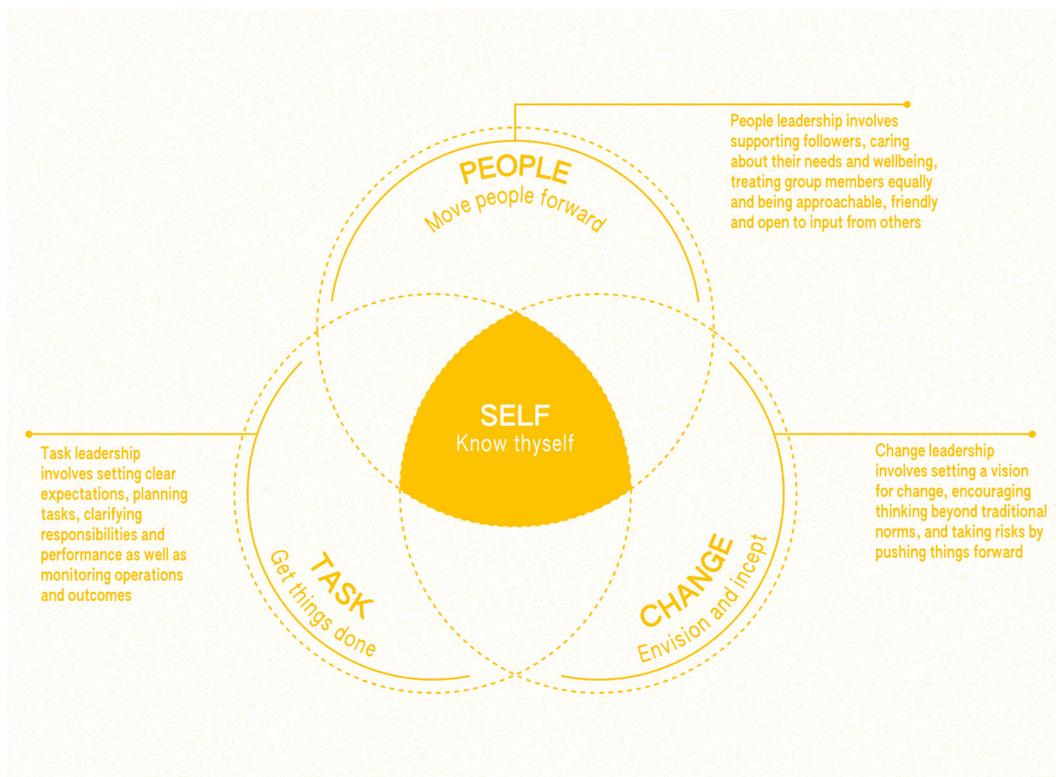 People leadership involves
supporting followers, caring
about their needs and wellbeing,
treating group members equally
and being approachable, friendly
and open to input from others
PEOPLE
Move people forward
SELF
Know thyself
Task leadership
involves setting clear
expectations, planning
tasks, clarifying
responsibilities and
performance as well as
monitoring operations
and outcomes
Change leadership
involves setting a vision
for change, encouraging
thinking beyond traditional
norms, and taking risks by
pushing things forward
TASK
Get things done
CHANGE
Envision and incept